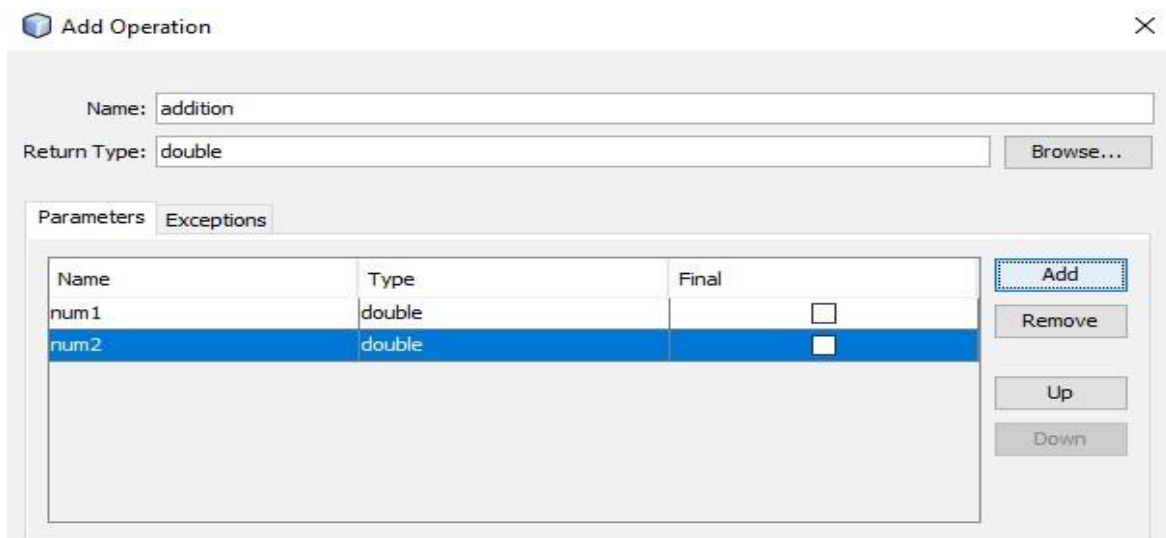 Add Operation
Name: addition
Return Type: double Browse...
Parameters Exceptions
Name Type Final Add
num1 double Remove
num2 double
Up
Down